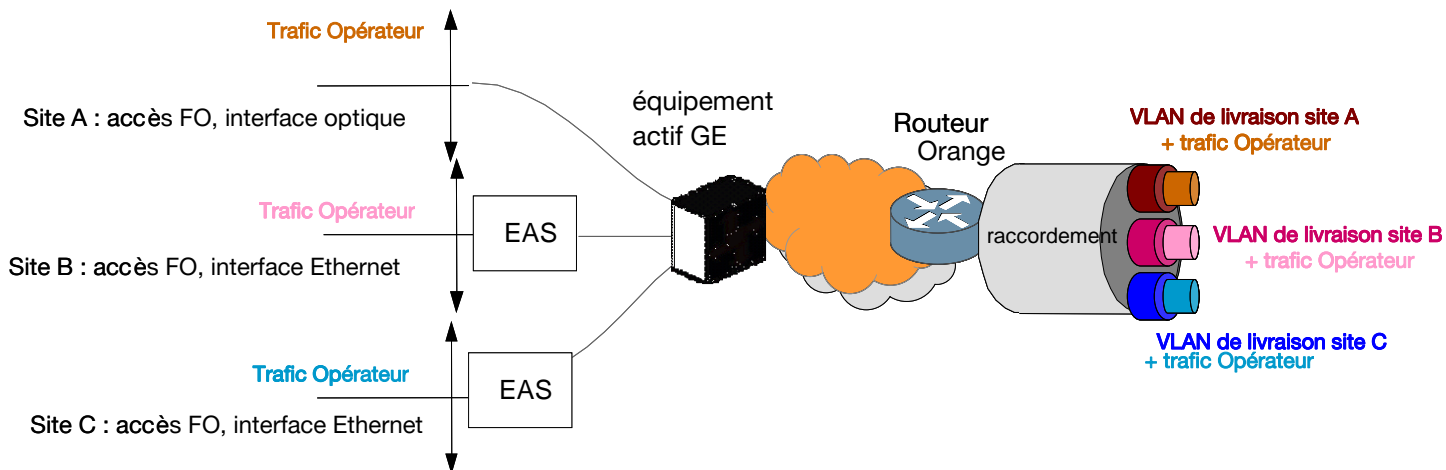 Trafic Opérateur
Site A : accès FO, interface optique
Trafic Opérateur
EAS
Site B : accès FO, interface Ethernet
Trafic Opérateur
EAS
Site C : accès FO, interface Ethernet
équipement
actif GE
Routeur
Orange
raccordement
VLAN de livraison site A
+ trafic Opérateur
VLAN de livraison site B
+ trafic Opérateur
VLAN de livraison site C
+ trafic Opérateur